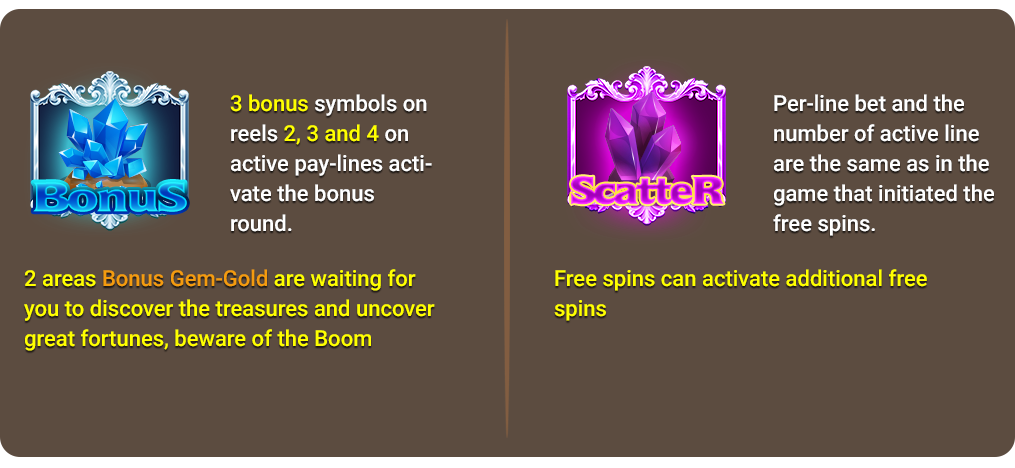 BonuS
3 bonus symbols on
reels 2, 3 and 4 on
active pay-lines acti-
vate the bonus
round.
2 areas Bonus Gem-Gold are waiting for
you to discover the treasures and uncover
great fortunes, beware of the Boom
ScatteR
Per-line bet and the
number of active line
are the same as in the
game that initiated the
free spins.
Free spins can activate additional free
spins